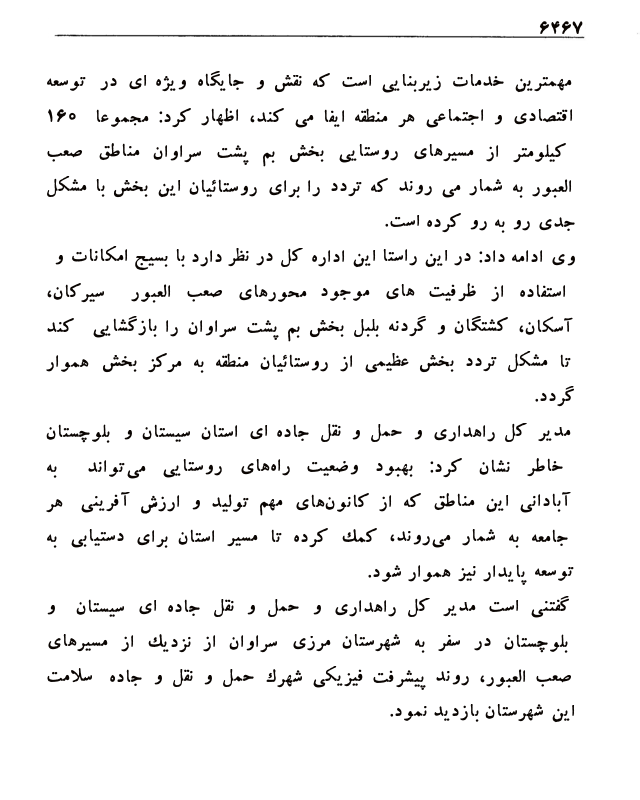 ۶۴۶۷
مهمترین خدمات زیربنایی است که نقش و جایگاه ویژه ای در توسعه
اقتصادی و اجتماعی هر منطقه ایفا می کند، اظهار کرد: مجموعا ۱۶۰
کیلومتر از مسیرهای روستایی بخش بم پشت سراوان مناطق صعب
العبور به شمار می روند که تردد را برای روستائیان این بخش با مشکل
جدی رو به رو کرده است.
وی ادامه داد: در این راستا این اداره کل در نظر دارد با بسیج امکانات و
استفاده از ظرفیت های موجود محورهای صعب العبور سیرکان،
آسکان، کشتگان و گردنه بلبل بخش بم پشت سراوان را بازگشایی کند
تا مشکل تردد بخش عظیمی از روستائیان منطقه به مرکز بخش هموار
گردد.
مدیر کل راهداری و حمل و نقل جاده ای استان سیستان و بلوچستان
خاطر نشان کرد: بهبود وضعیت راه‌های روستایی می‌تواند به
آبادانی این مناطق که از کانون‌های مهم تولید و ارزش آفرینی هر
جامعه به شمار می‌روند، کمک کرده تا مسیر استان برای دستیابی به
توسعه پایدار نیز هموار شود.
گفتنی است مدیر کل راهداری و حمل و نقل جاده ای سیستان و
بلوچستان در سفر به شهرستان مرزی سراوان از نزدیک از مسیرهای
صعب العبور، روند پیشرفت فیزیکی شهرک حمل و نقل و جاده سلامت
این شهرستان بازدید نمود.